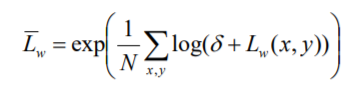 L̄_w = exp( 1/N ∑_{x,y} log(δ + L_w(x, y)) )